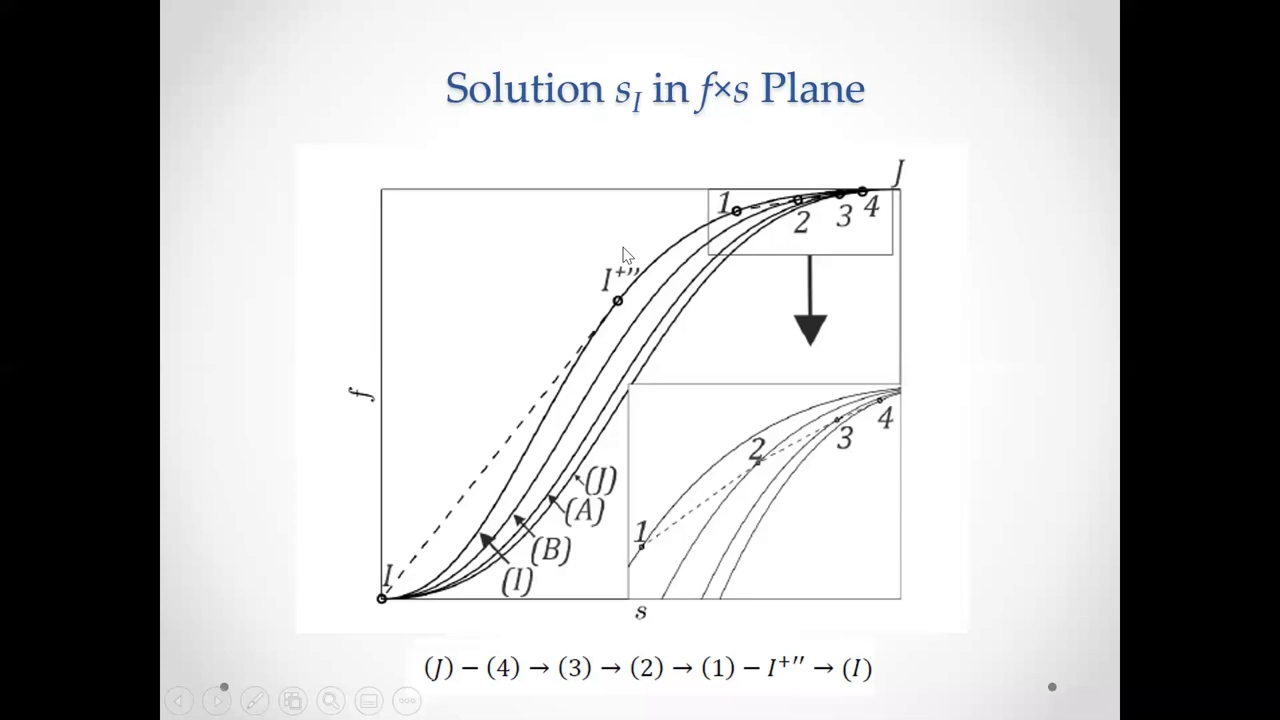 Solution s_I in f×s Plane
J
1
2
3
4
I⁺″
f
(J)
(A)
(B)
(I)
I
s
1
2
3
4
(J) − (4) → (3) → (2) → (1) − I⁺″ → (I)